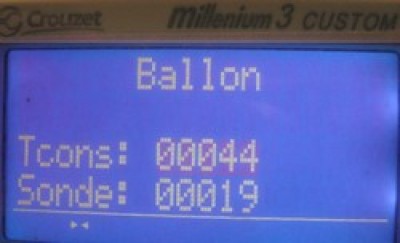 Crouzet millenium 3 CUSTOM
Ballon
Tcons: 00044
Sonde: 00019